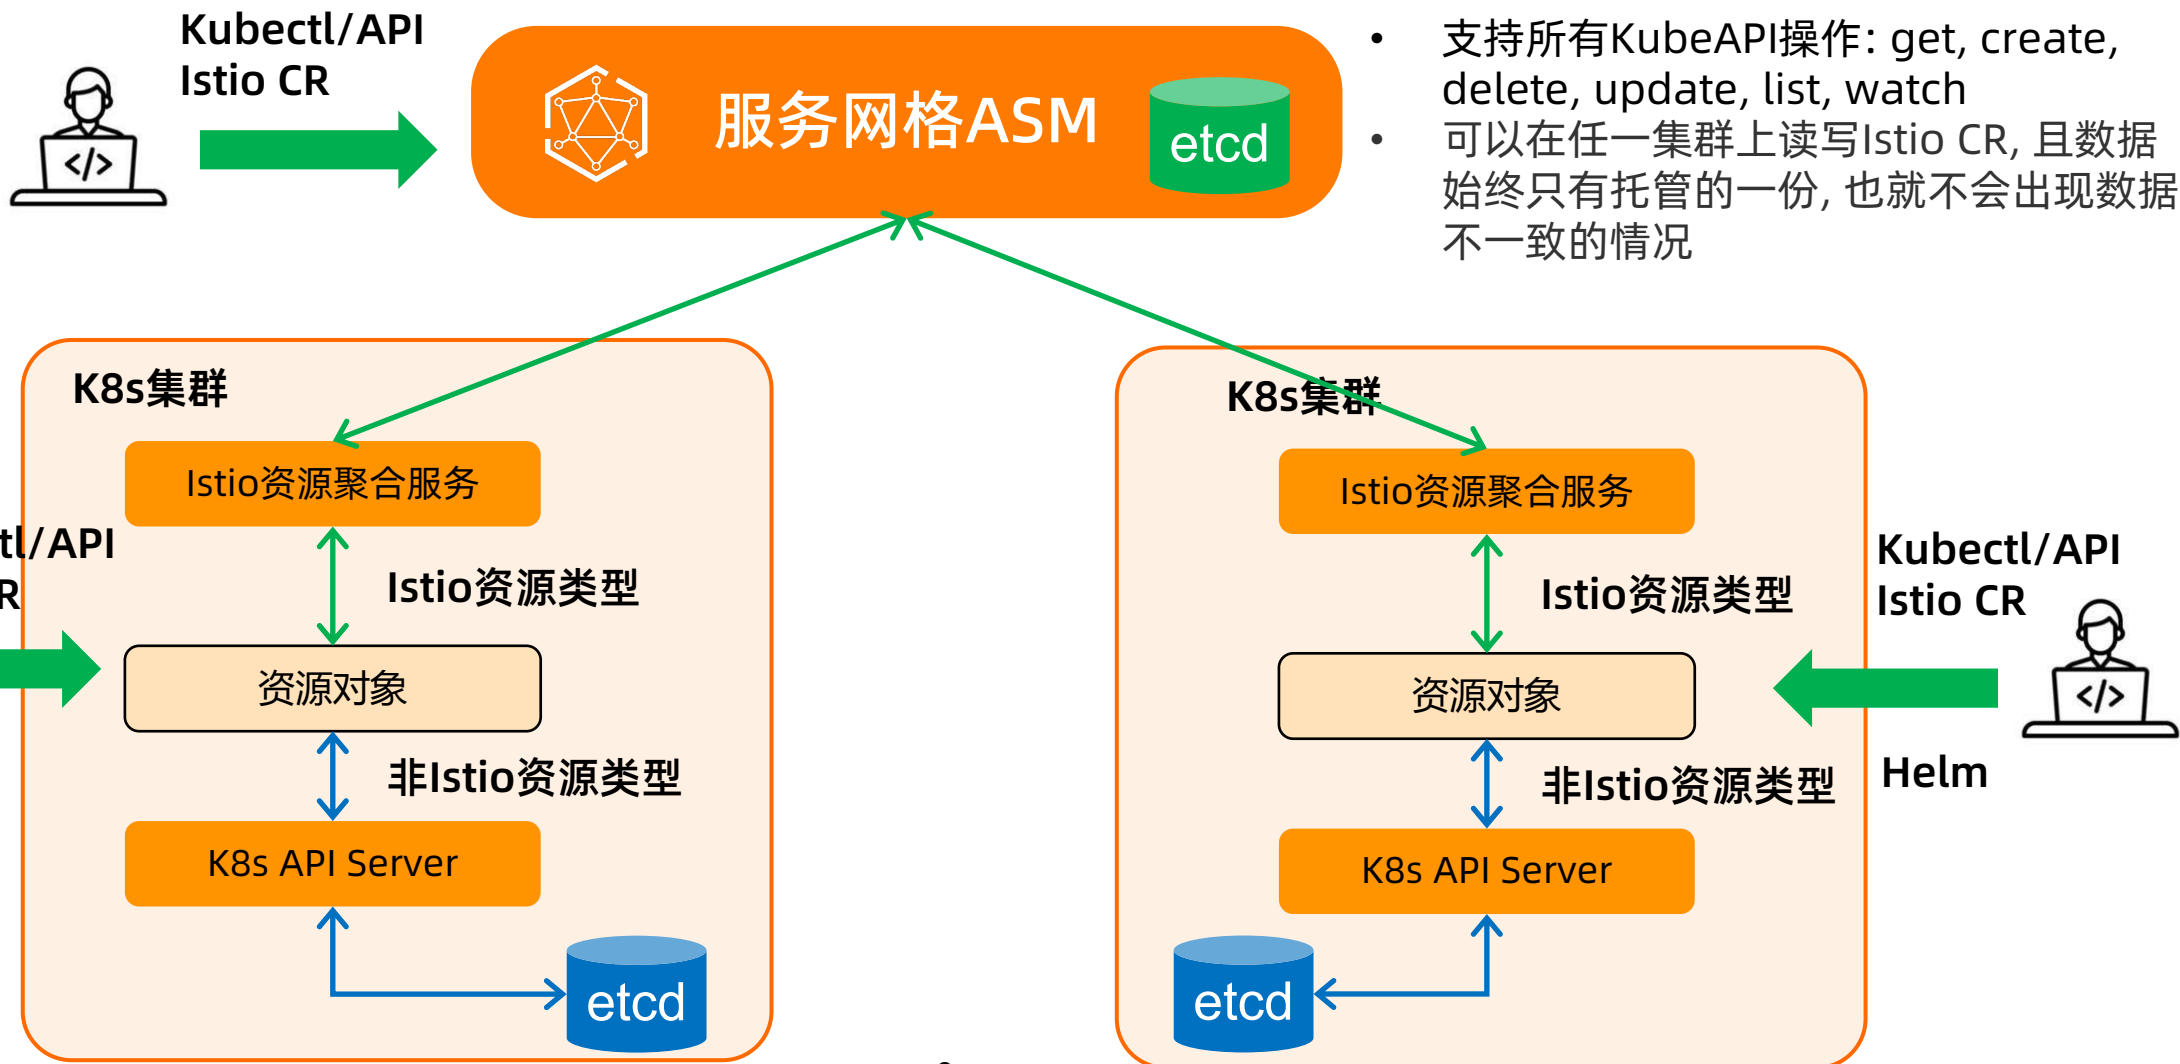 Kubectl/API
Istio CR
服务网格ASM
etcd
• 支持所有KubeAPI操作: get, create,
delete, update, list, watch
• 可以在任一集群上读写Istio CR, 且数据
始终只有托管的一份, 也就不会出现数据
不一致的情况
K8s集群
Istio资源聚合服务
tl/API
R
</>
Istio资源类型
资源对象
非Istio资源类型
K8s API Server
etcd
K8s集群
Istio资源聚合服务
Istio资源类型
资源对象
非Istio资源类型
K8s API Server
etcd
Kubectl/API
Istio CR
</>
Helm